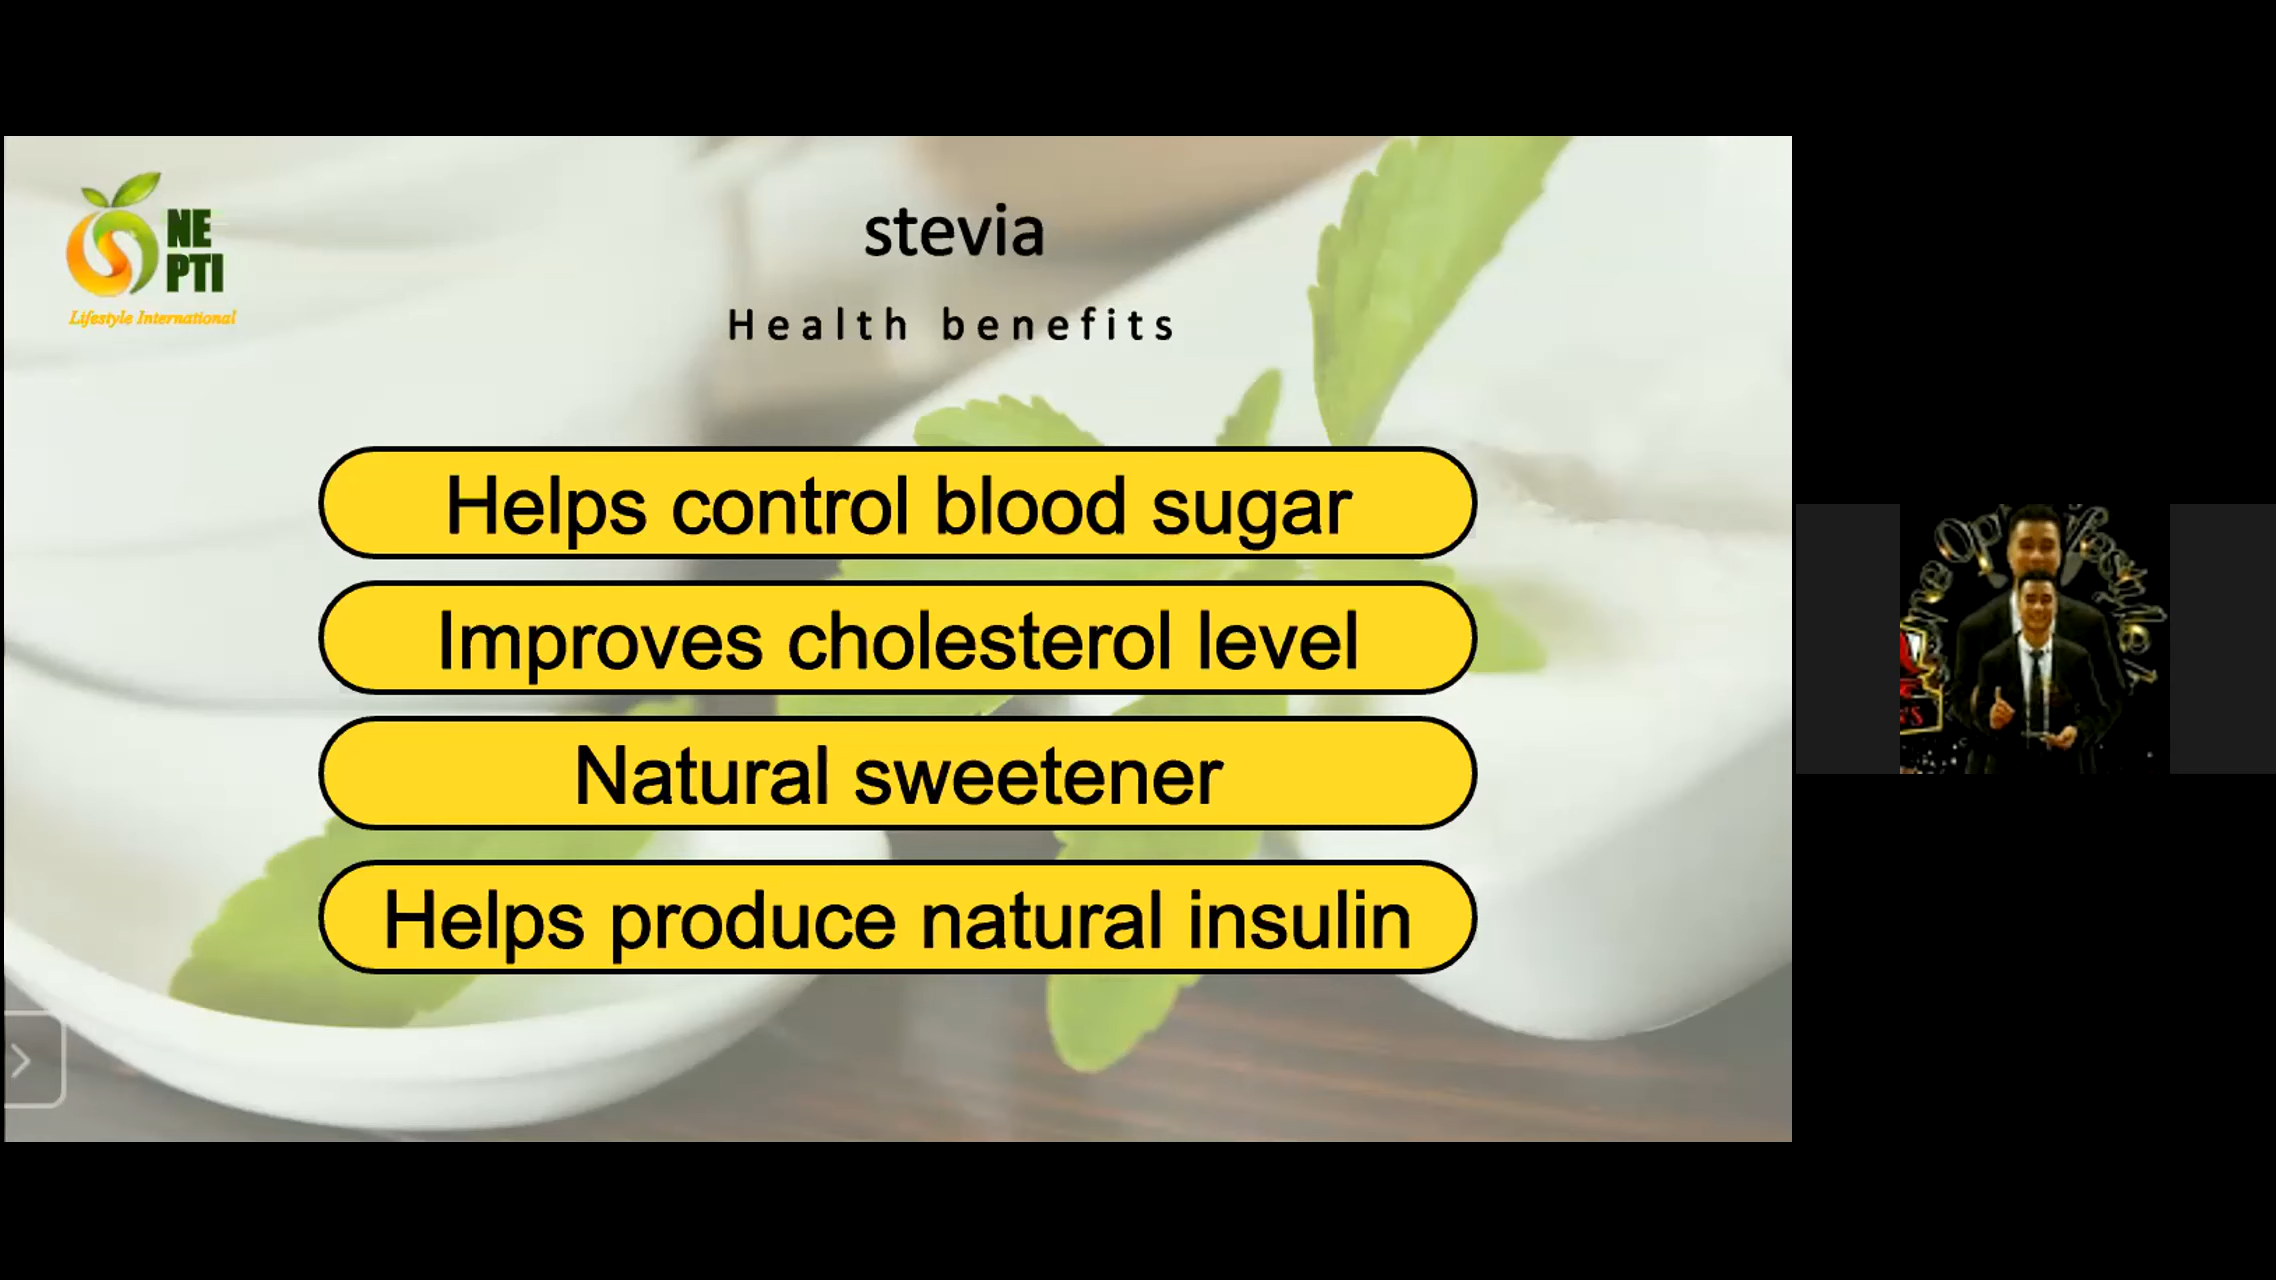 NE
PTI
Lifestyle International
stevia
Health benefits
Helps control blood sugar
Improves cholesterol level
Natural sweetener
Helps produce natural insulin